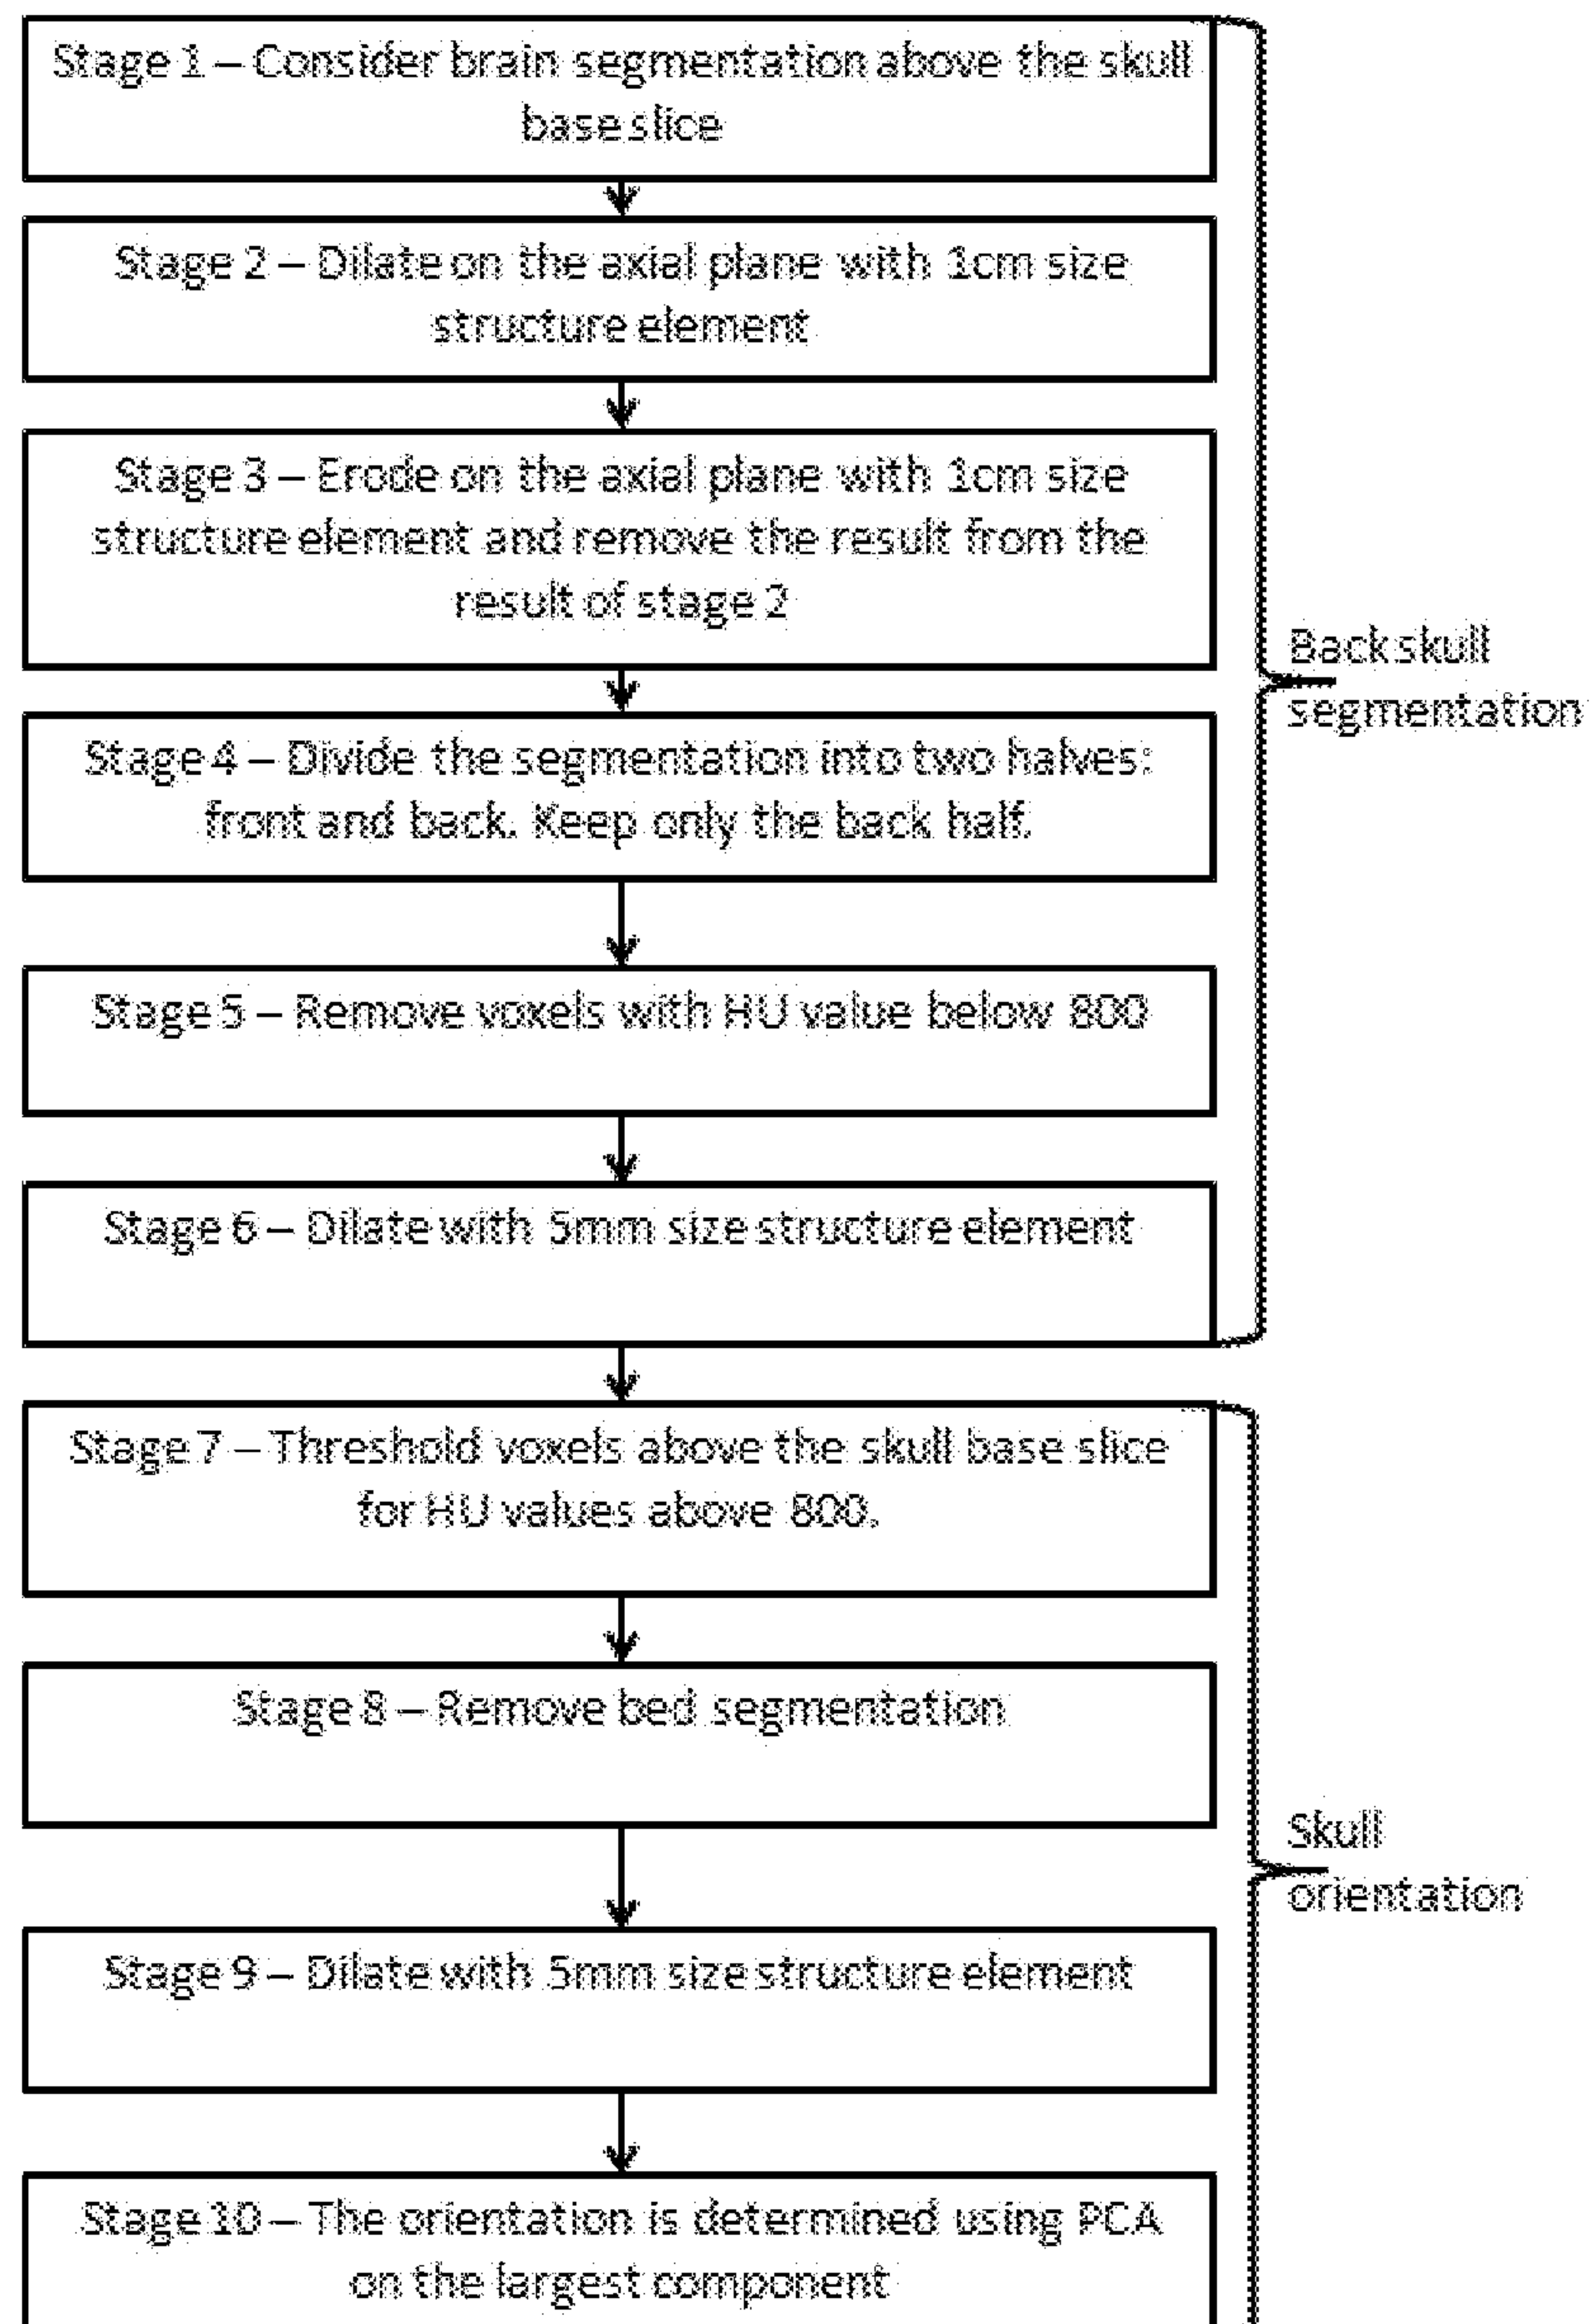 Stage 1 – Consider brain segmentation above the skull
base slice
Stage 2 – Dilate on the axial plane with 1cm size
structure element
Stage 3 – Erode on the axial plane with 1cm size
structure element and remove the result from the
result of stage 2
Back skull
segmentation
Stage 4 – Divide the segmentation into two halves:
front and back. Keep only the back half.
Stage 5 – Remove voxels with HU value below 800
Stage 6 – Dilate with 5mm size structure element
Stage 7 – Threshold voxels above the skull base slice
for HU values above 800.
Stage 8 – Remove bed segmentation
Skull
orientation
Stage 9 – Dilate with 5mm size structure element
Stage 10 – The orientation is determined using PCA
on the largest component